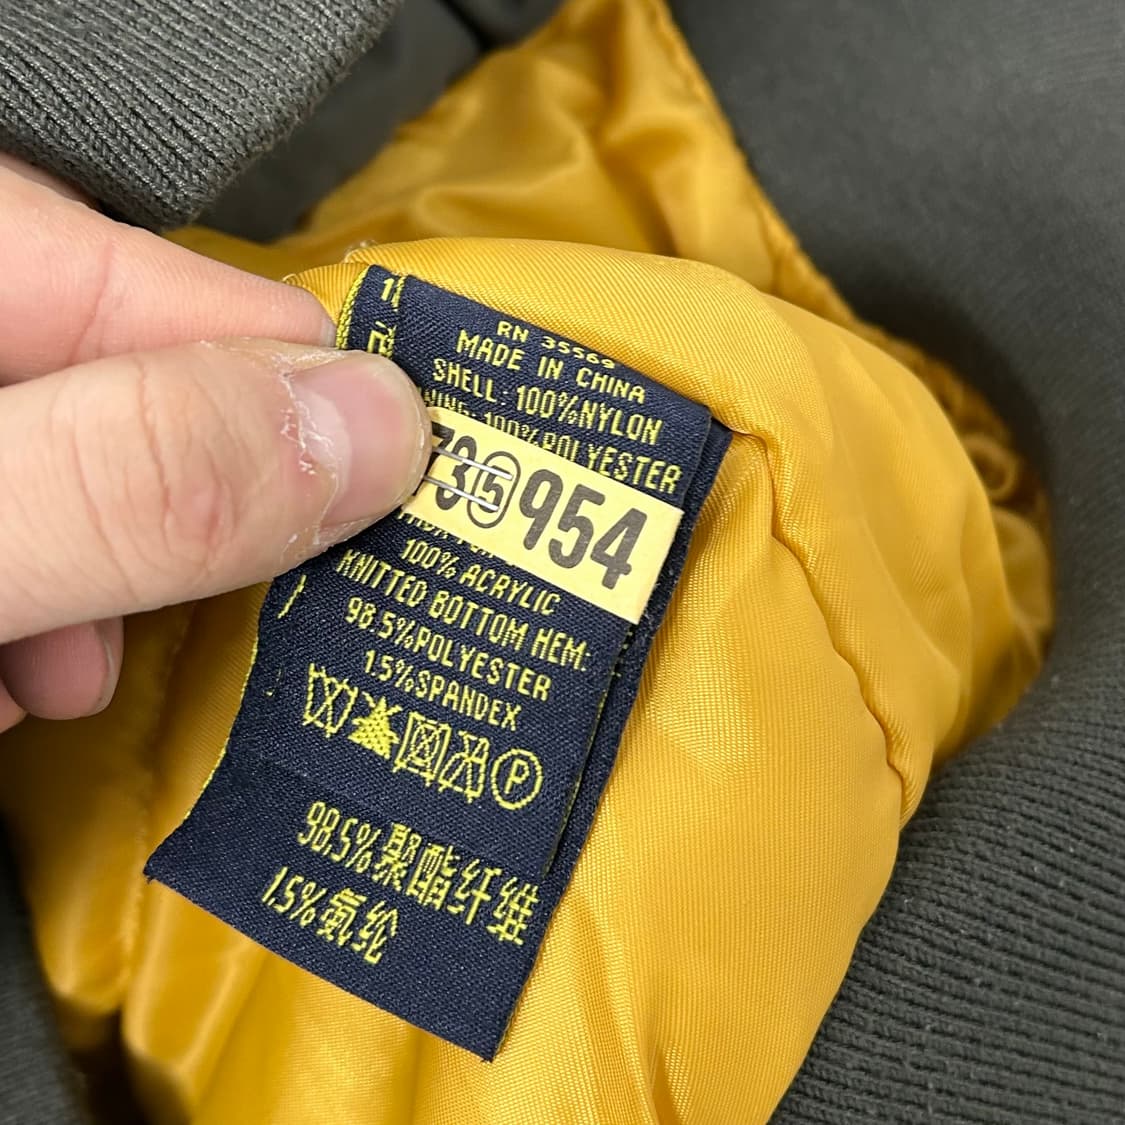 RN 35569
MADE IN CHINA
SHELL: 100%NYLON
100%POLYESTER
15 954
100% ACRYLIC
KNITTED BOTTOM HEM:
98.5%POLYESTER
1.5%SPANDEX
P
98.5%聚酯纤维
1.5%氨纶